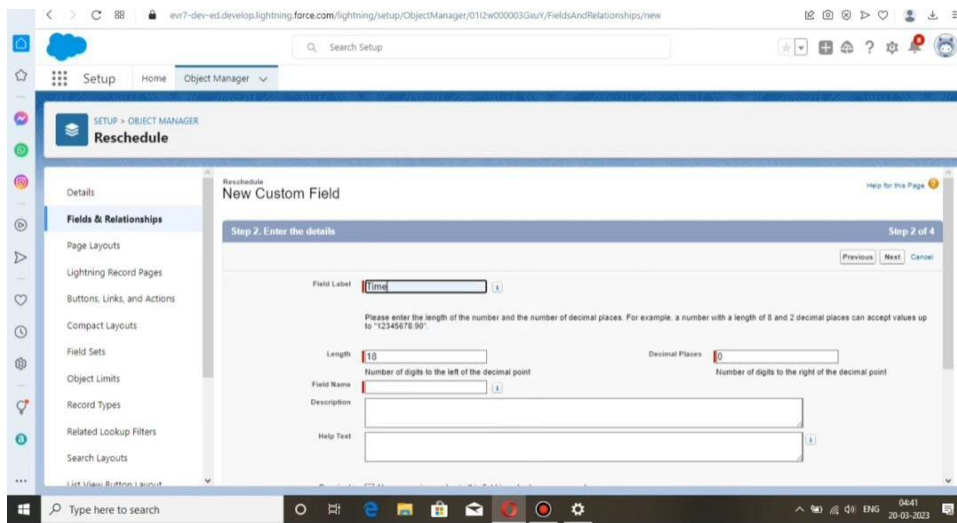 evr7-dev-ed.develop.lightning.force.com/lightning/setup/ObjectManager/01I2w000003GxuY/FieldsAndRelationships/new
Search Setup
Setup
Home
Object Manager
SETUP > OBJECT MANAGER
Reschedule
Details
Fields & Relationships
Page Layouts
Lightning Record Pages
Buttons, Links, and Actions
Compact Layouts
Field Sets
Object Limits
Record Types
Related Lookup Filters
Search Layouts
List View Button Layout
Reschedule
New Custom Field
Help for this Page
Step 2. Enter the details
Step 2 of 4
Previous Next Cancel
Field Label Time
Please enter the length of the number and the number of decimal places. For example, a number with a length of 8 and 2 decimal places can accept values up
to "12345678.90".
Length 18
Decimal Places 0
Number of digits to the left of the decimal point
Number of digits to the right of the decimal point
Field Name
Description
Help Text
Type here to search
ENG
04:41
20-03-2023